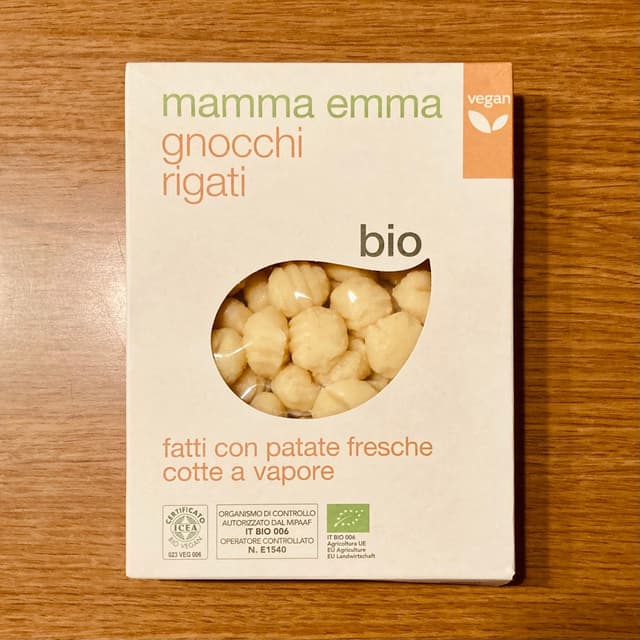 mamma emma
vegan
gnocchi
rigati
bio
fatti con patate fresche
cotte a vapore
CERTIFICATO
ICEA
BIO VEGAN
023 VEG 006
ORGANISMO DI CONTROLLO
AUTORIZZATO DAL MIPAAF
IT BIO 006
OPERATORE CONTROLLATO
N. E1540
IT BIO 006
Agricoltura UE
EU Agriculture
EU Landwirtschaft